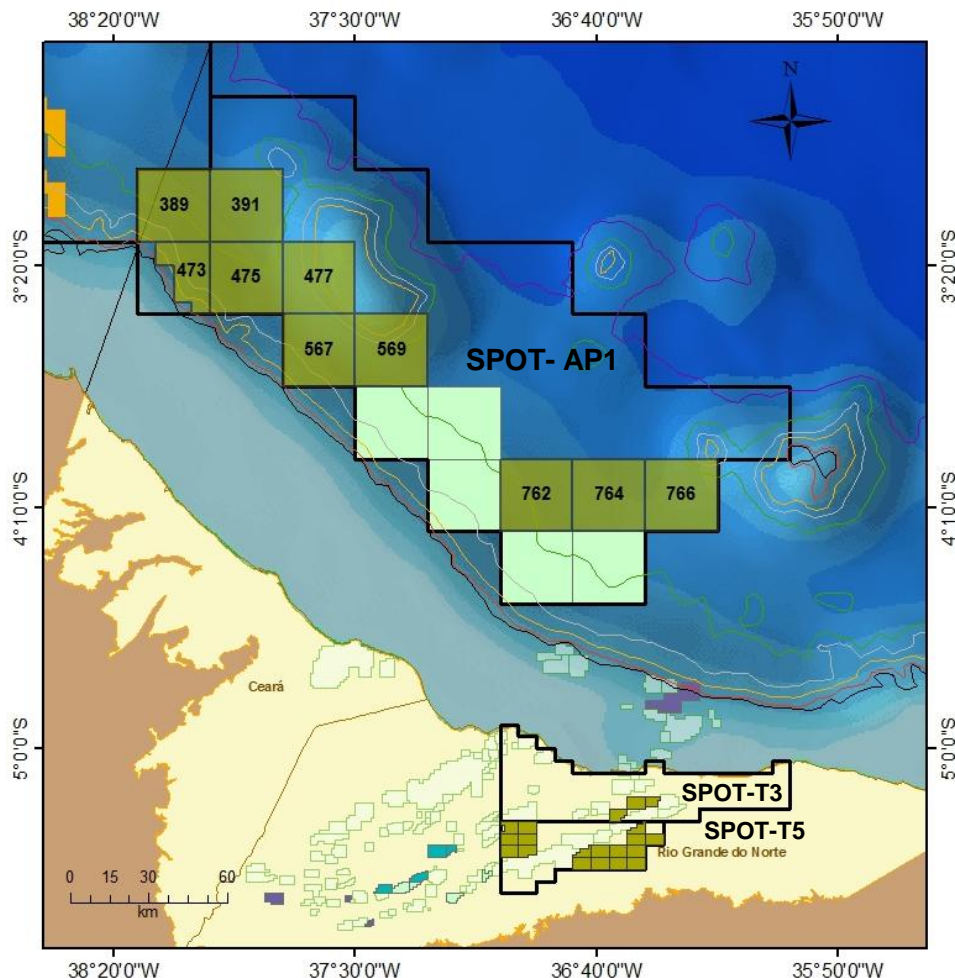 38°20'0"W 37°30'0"W 36°40'0"W 35°50'0"W
N
389 391
3°20'0"S 473 475 477 3°20'0"S
567 569
SPOT- AP1
4°10'0"S 762 764 766 4°10'0"S
Ceará
5°0'0"S 5°0'0"S
SPOT-T3
SPOT-T5
Rio Grande do Norte
0 15 30 60
km
38°20'0"W 37°30'0"W 36°40'0"W 35°50'0"W